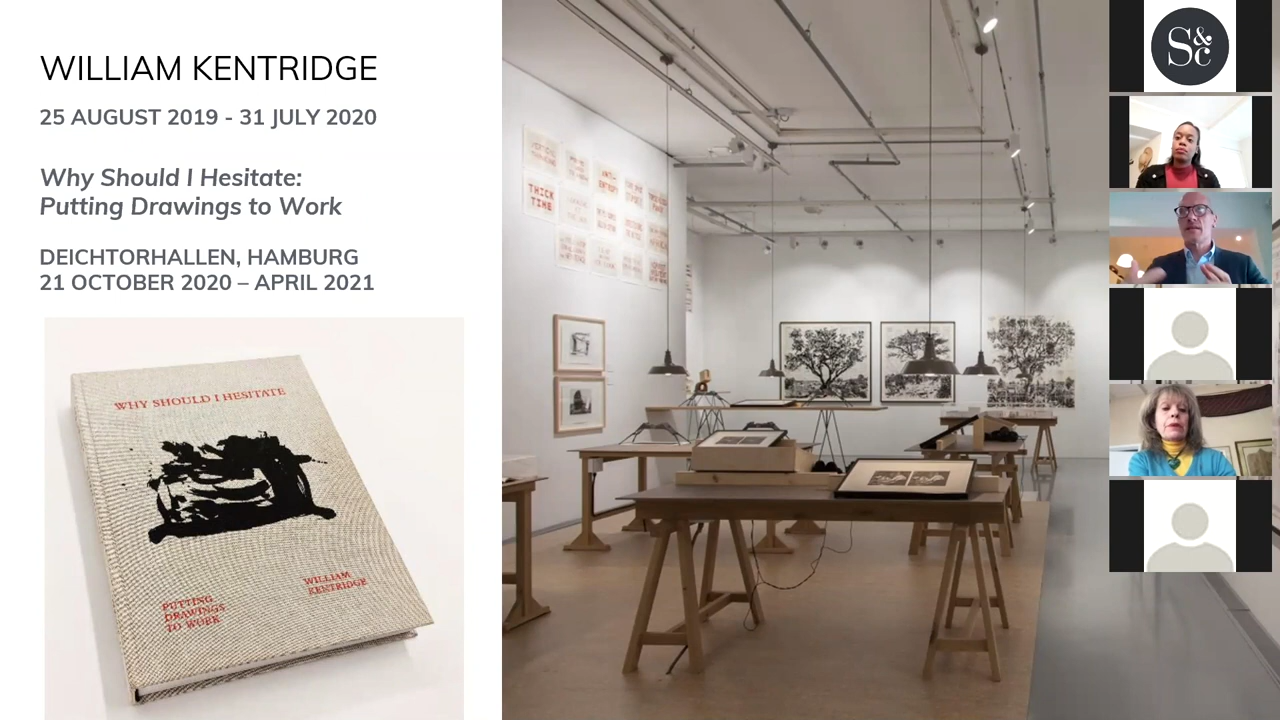 WILLIAM KENTRIDGE
25 AUGUST 2019 - 31 JULY 2020
Why Should I Hesitate:
Putting Drawings to Work
DEICHTORHALLEN, HAMBURG
21 OCTOBER 2020 – APRIL 2021
WHY SHOULD I HESITATE
WILLIAM
KENTRIDGE
PUTTING
DRAWINGS
TO WORK
THICK
TIME
S&c